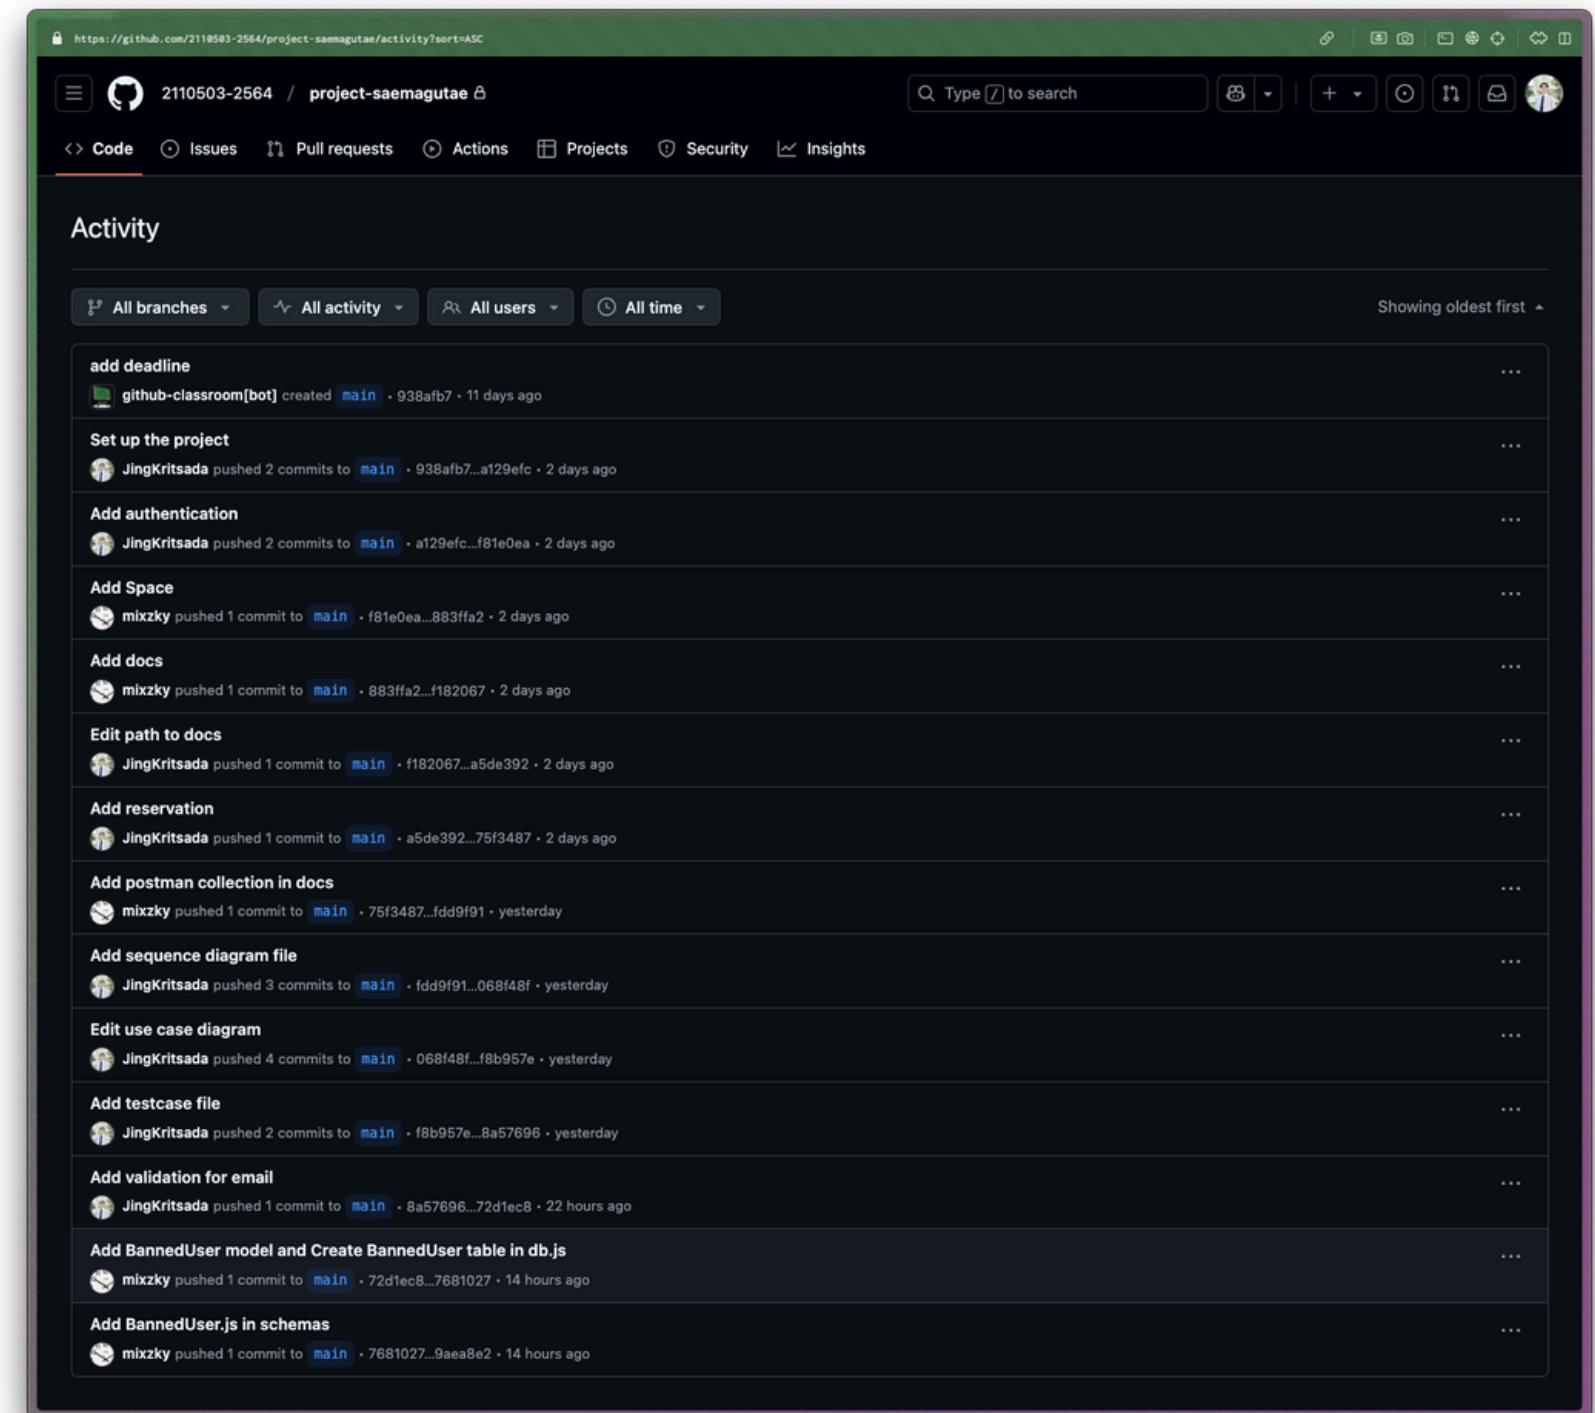 https://github.com/2110503-2564/project-saemagutae/activity?sort=ASC
2110503-2564 / project-saemagutae
Type / to search
Code Issues Pull requests Actions Projects Security Insights
Activity
All branches All activity All users All time Showing oldest first
add deadline
github-classroom[bot] created main • 938afb7 • 11 days ago
Set up the project
JingKritsada pushed 2 commits to main • 938afb7...a129efc • 2 days ago
Add authentication
JingKritsada pushed 2 commits to main • a129efc...f81e0ea • 2 days ago
Add Space
mixzky pushed 1 commit to main • f81e0ea...883ffa2 • 2 days ago
Add docs
mixzky pushed 1 commit to main • 883ffa2...f182067 • 2 days ago
Edit path to docs
JingKritsada pushed 1 commit to main • f182067...a5de392 • 2 days ago
Add reservation
JingKritsada pushed 1 commit to main • a5de392...75f3487 • 2 days ago
Add postman collection in docs
mixzky pushed 1 commit to main • 75f3487...fdd9f91 • yesterday
Add sequence diagram file
JingKritsada pushed 3 commits to main • fdd9f91...068f48f • yesterday
Edit use case diagram
JingKritsada pushed 4 commits to main • 068f48f...f8b957e • yesterday
Add testcase file
JingKritsada pushed 2 commits to main • f8b957e...8a57696 • yesterday
Add validation for email
JingKritsada pushed 1 commit to main • 8a57696...72d1ec8 • 22 hours ago
Add BannedUser model and Create BannedUser table in db.js
mixzky pushed 1 commit to main • 72d1ec8...7681027 • 14 hours ago
Add BannedUser.js in schemas
mixzky pushed 1 commit to main • 7681027...9aea8e2 • 14 hours ago